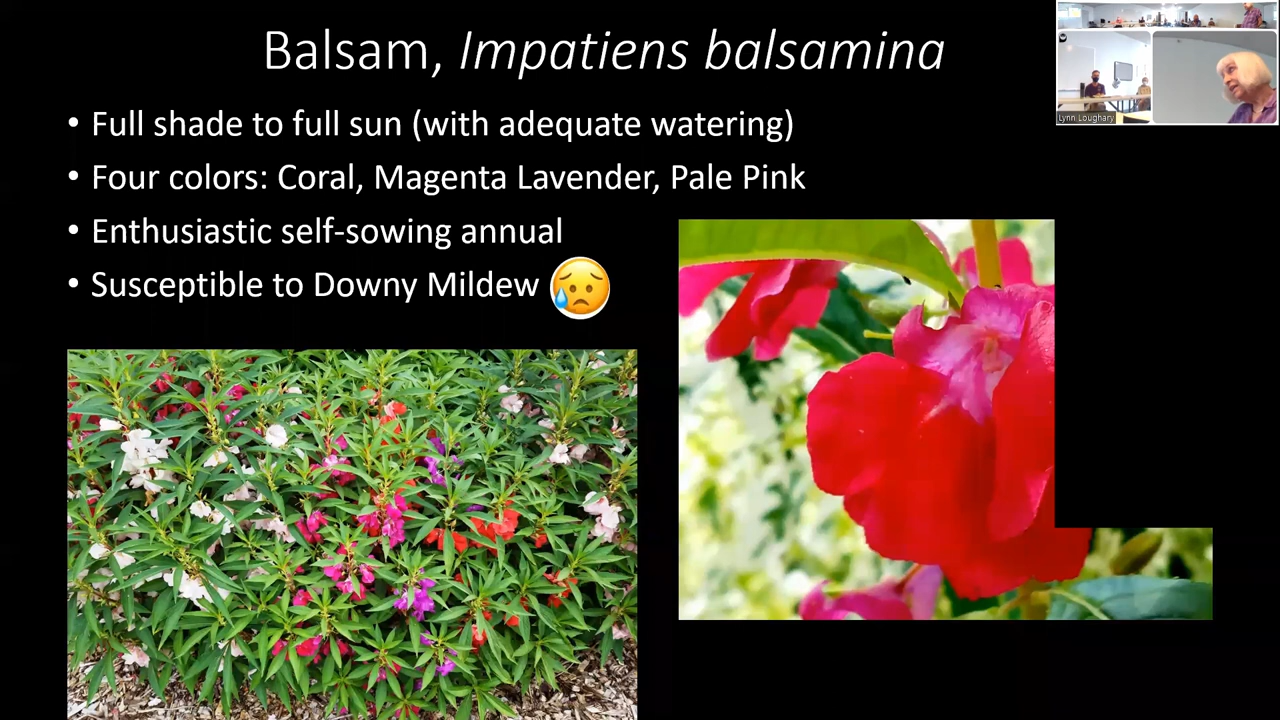 Balsam, Impatiens balsamina
• Full shade to full sun (with adequate watering)
• Four colors: Coral, Magenta Lavender, Pale Pink
• Enthusiastic self-sowing annual
• Susceptible to Downy Mildew 😥
Lynn Loughary